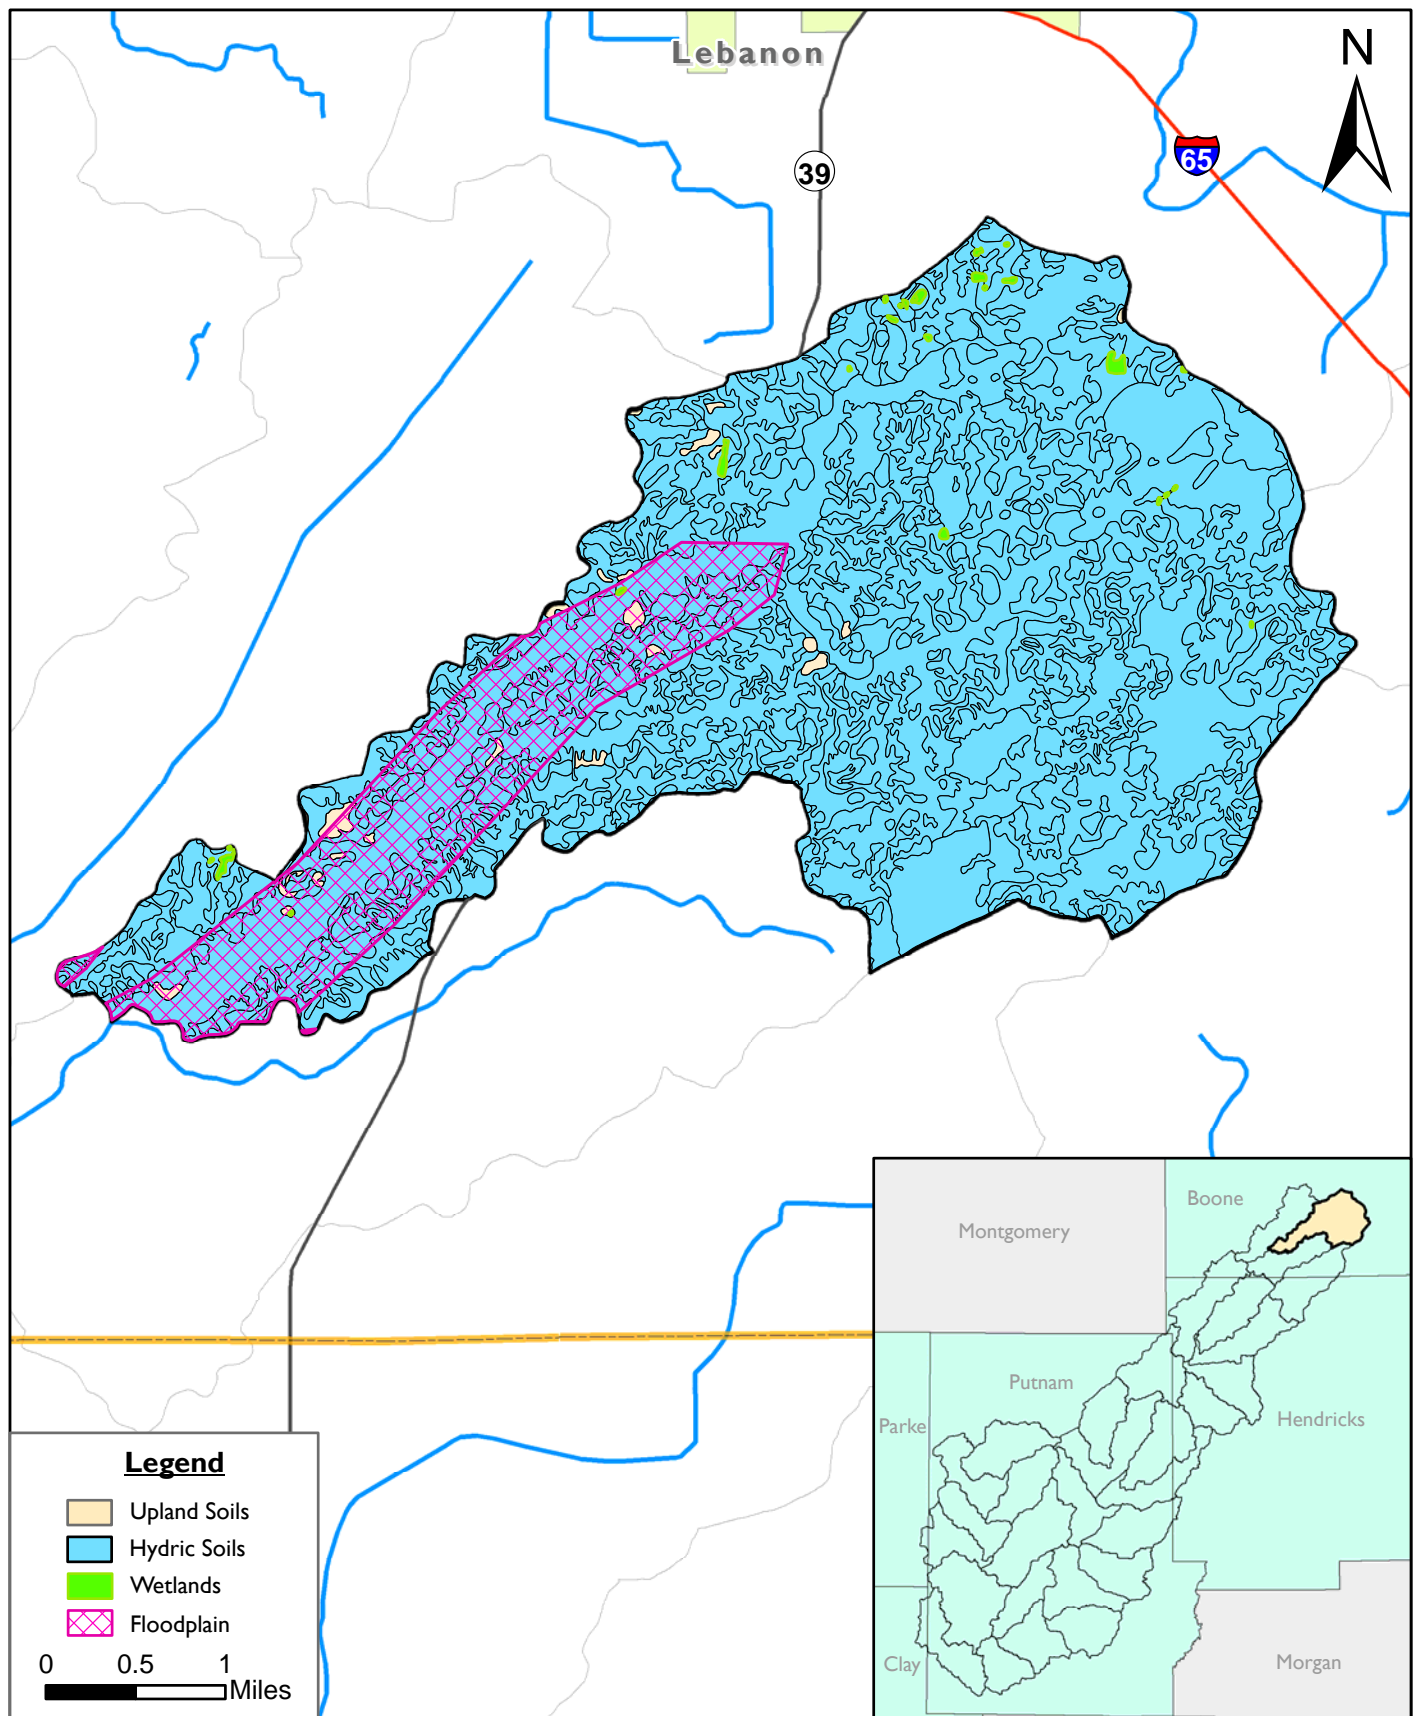 Lebanon
N
65
39
Boone
Montgomery
Putnam
Parke
Hendricks
Clay
Morgan
Legend
Upland Soils
Hydric Soils
Wetlands
Floodplain
0 0.5 1
Miles